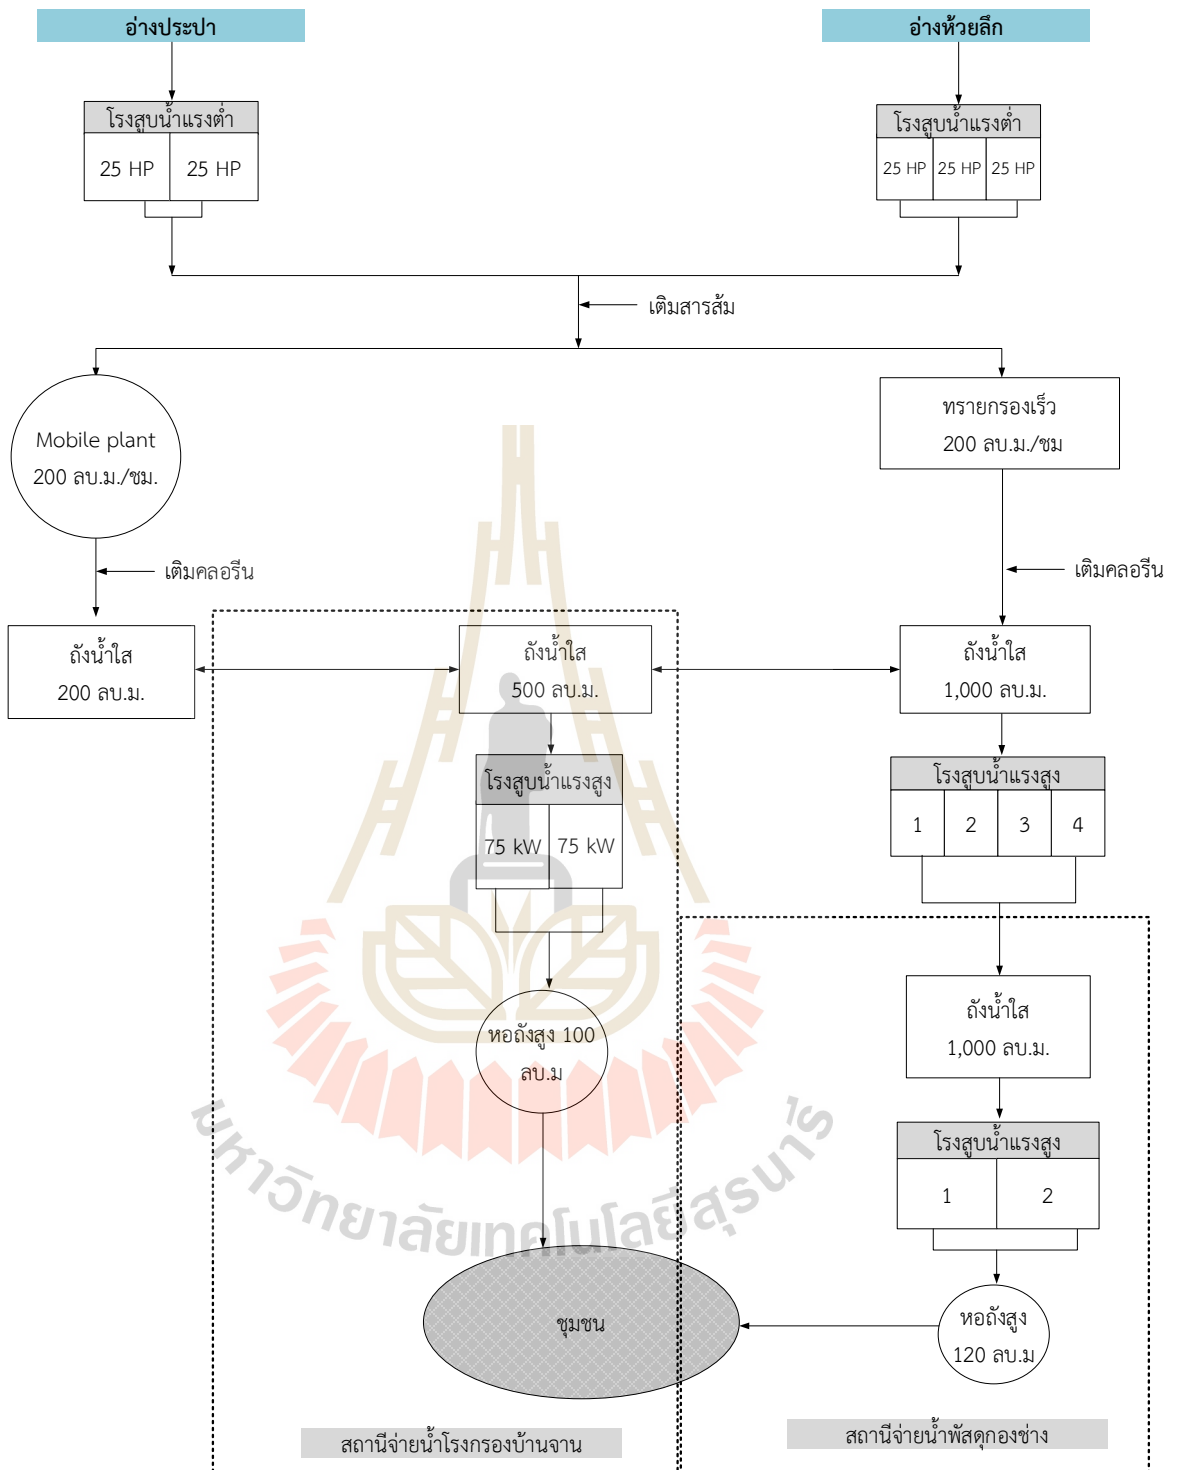 อ่างประปา
อ่างห้วยลึก
โรงสูบน้ำแรงต่ำ
25 HP 25 HP
โรงสูบน้ำแรงต่ำ
25 HP 25 HP 25 HP
เติมสารส้ม
Mobile plant
200 ลบ.ม./ชม.
ทรายกรองเร็ว
200 ลบ.ม./ชม
เติมคลอรีน
เติมคลอรีน
ถังน้ำใส
200 ลบ.ม.
ถังน้ำใส
500 ลบ.ม.
ถังน้ำใส
1,000 ลบ.ม.
โรงสูบน้ำแรงสูง
75 kW 75 kW
โรงสูบน้ำแรงสูง
1 2 3 4
หอถังสูง 100
ลบ.ม
ถังน้ำใส
1,000 ลบ.ม.
โรงสูบน้ำแรงสูง
1 2
มหาวิทยาลัยเทคโนโลยีสุรนารี
ชุมชน
หอถังสูง
120 ลบ.ม
สถานีจ่ายน้ำโรงกรองบ้านจาน
สถานีจ่ายน้ำพัสดุกองช่าง